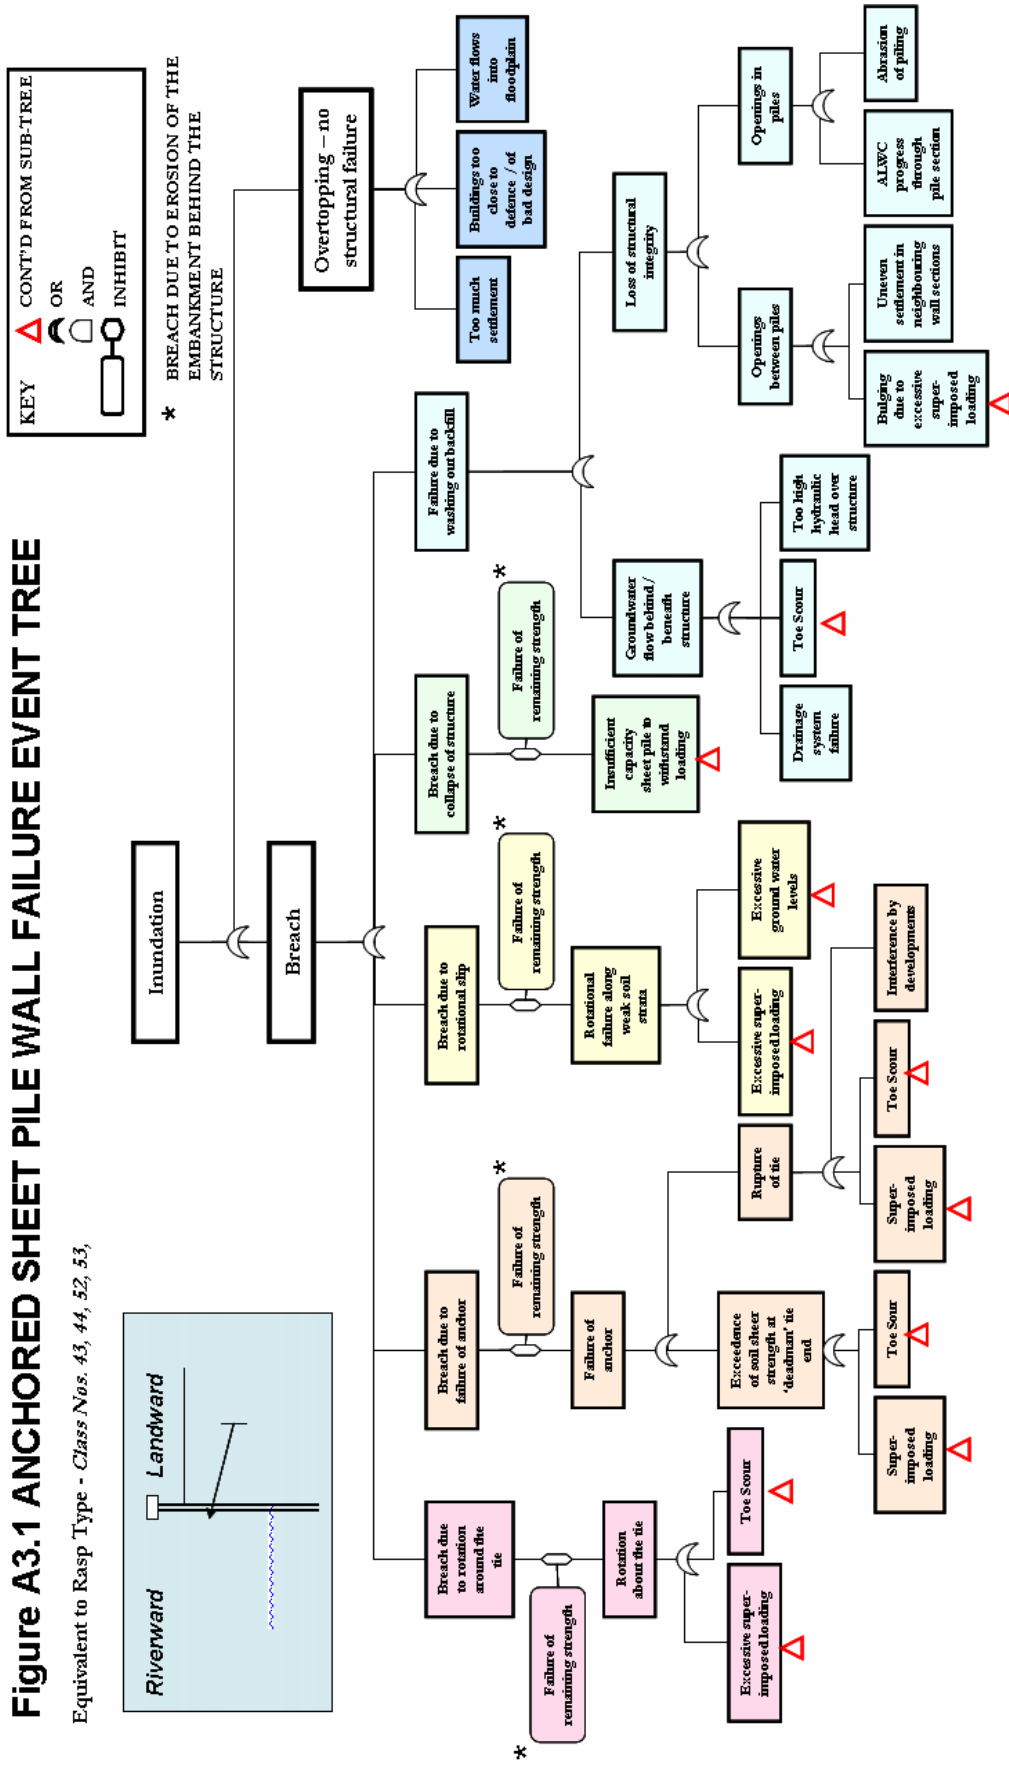 Figure A3.1 ANCHORED SHEET PILE WALL FAILURE EVENT TREE
Equivalent to Rasp Type - Class Nos. 43, 44, 52, 53,
KEY
CONT'D FROM SUB-TREE
OR
AND
INHIBIT
* BREACH DUE TO EROSION OF THE
EMBANKMENT BEHIND THE
STRUCTURE
Riverward
Landward
Inundation
Breach
Overtopping – no
structural failure
Too much
settlement
Buildings too
close to
defence / of
bad design
Water flows
into
floodplain
Breach due
to rotation
around the
tie
Breach due to
failure of anchor
Breach due to
rotational slip
Breach due to
collapse of structure
Failure due to
washing out backfill
*
Failure of
remaining strength
*
Failure of
remaining strength
*
Failure of
remaining strength
*
Failure of
remaining strength
Rotation
about the tie
Failure of
anchor
Rotational
failure along
weak soil
strata
Insufficient
capacity
sheet pile to
withstand
loading
Groundwater
flow behind /
beneath
structure
Loss of structural
integrity
Excessive super-
imposed loading
Toe Scour
Exceedence
of soil sheer
strength at
'deadman' tie
end
Rupture
of tie
Excessive super-
imposed loading
Excessive
ground water
levels
Drainage
system
failure
Toe Scour
Too high
hydraulic
head over
structure
Openings
between piles
Openings in
piles
Super-
imposed
loading
Toe Sour
Super-
imposed
loading
Toe Scour
Interference by
developments
Bulging due
to
excessive
super-
imposed
loading
Uneven
settlement in
neighbouring
wall sections
ALWC
progress
through
pile section
Abrasion
of piling